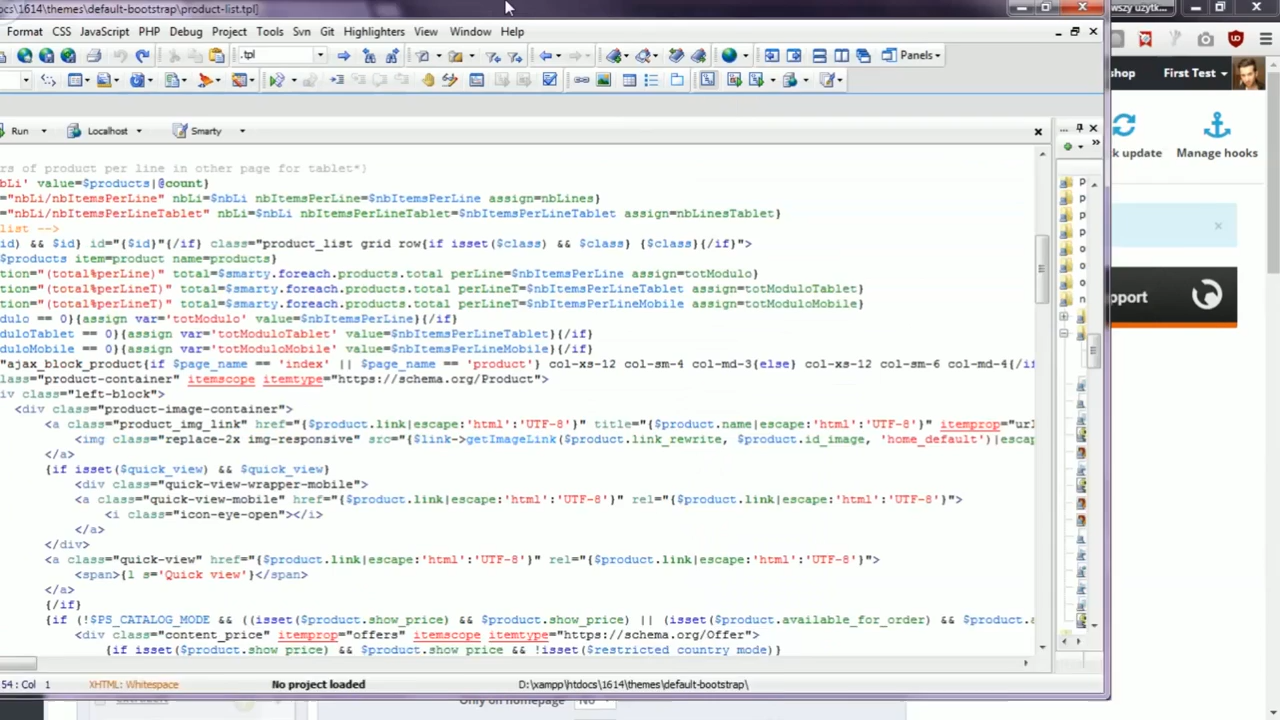 ocs\1614\themes\default-bootstrap\product-list.tpl]
Format CSS JavaScript PHP Debug Project Tools Svn Git Highlighters View Window Help
.tpl
Panels
Run Localhost Smarty
ers of product per line in other page for tablet*}
bLi' value=$products|@count}
="nbLi/nbItemsPerLine" nbLi=$nbLi nbItemsPerLine=$nbItemsPerLine assign=nbLines}
="nbLi/nbItemsPerLineTablet" nbLi=$nbLi nbItemsPerLineTablet=$nbItemsPerLineTablet assign=nbLinesTablet}
list -->
id) && $id} id="{$id}"{/if} class="product_list grid row{if isset($class) && $class} {$class}{/if}">
$products item=product name=products}
tion="(total%perLine)" total=$smarty.foreach.products.total perLine=$nbItemsPerLine assign=totModulo}
tion="(total%perLineT)" total=$smarty.foreach.products.total perLineT=$nbItemsPerLineTablet assign=totModuloTablet}
tion="(total%perLineT)" total=$smarty.foreach.products.total perLineT=$nbItemsPerLineMobile assign=totModuloMobile}
dulo == 0}{assign var='totModulo' value=$nbItemsPerLine}{/if}
duloTablet == 0}{assign var='totModuloTablet' value=$nbItemsPerLineTablet}{/if}
duloMobile == 0}{assign var='totModuloMobile' value=$nbItemsPerLineMobile}{/if}
"ajax_block_product{if $page_name == 'index' || $page_name == 'product'} col-xs-12 col-sm-4 col-md-3{else} col-xs-12 col-sm-6 col-md-4{/if
lass="product-container" itemscope itemtype="https://schema.org/Product">
iv class="left-block">
<div class="product-image-container">
<a class="product_img_link" href="{$product.link|escape:'html':'UTF-8'}" title="{$product.name|escape:'html':'UTF-8'}" itemprop="url
<img class="replace-2x img-responsive" src="{$link->getImageLink($product.link_rewrite, $product.id_image, 'home_default')|escap
</a>
{if isset($quick_view) && $quick_view}
<div class="quick-view-wrapper-mobile">
<a class="quick-view-mobile" href="{$product.link|escape:'html':'UTF-8'}" rel="{$product.link|escape:'html':'UTF-8'}">
<i class="icon-eye-open"></i>
</a>
</div>
<a class="quick-view" href="{$product.link|escape:'html':'UTF-8'}" rel="{$product.link|escape:'html':'UTF-8'}">
<span>{l s='Quick view'}</span>
</a>
{/if}
{if (!$PS_CATALOG_MODE && ((isset($product.show_price) && $product.show_price) || (isset($product.available_for_order) && $product.a
<div class="content_price" itemprop="offers" itemscope itemtype="https://schema.org/Offer">
{if isset($product.show_price) && $product.show_price && !isset($restricted_country_mode)}
54 : Col 1 XHTML: Whitespace No project loaded D:\xampp\htdocs\1614\themes\default-bootstrap\
wszy użytk...
shop First Test
k update Manage hooks
×
pport
Only on homepage No